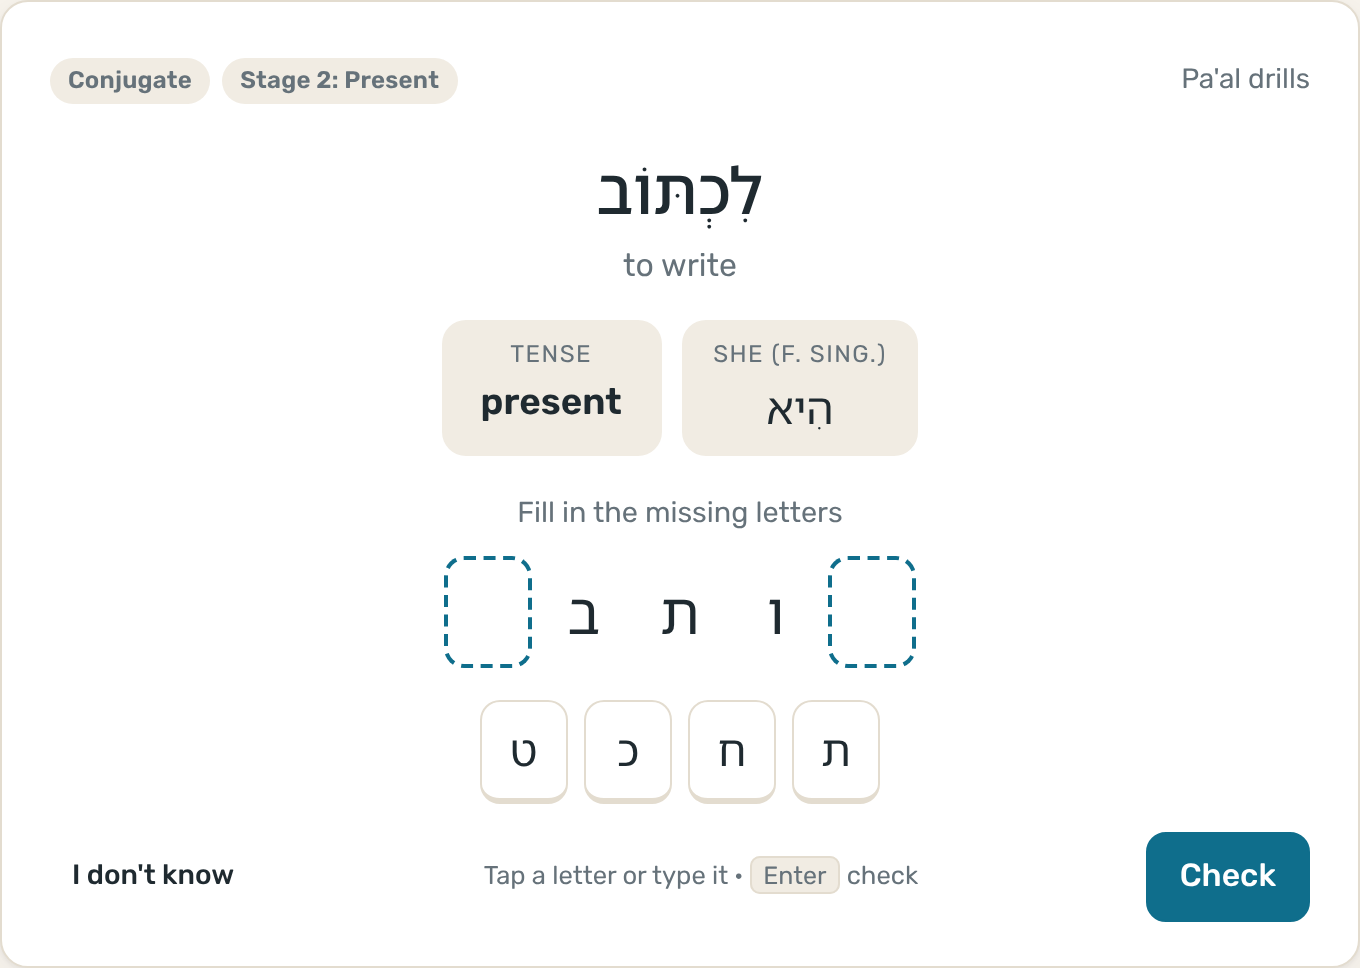 Conjugate Stage 2: Present Pa'al drills
לִכְתּוֹב
to write
TENSE
present
SHE (F. SING.)
הִיא
Fill in the missing letters
ו ת ב
ט כ ח ת
I don't know
Tap a letter or type it • Enter check
Check